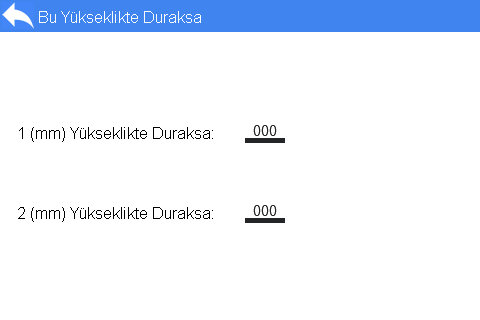 Bu Yükseklikte Duraksa
1 (mm) Yükseklikte Duraksa: 000
2 (mm) Yükseklikte Duraksa: 000